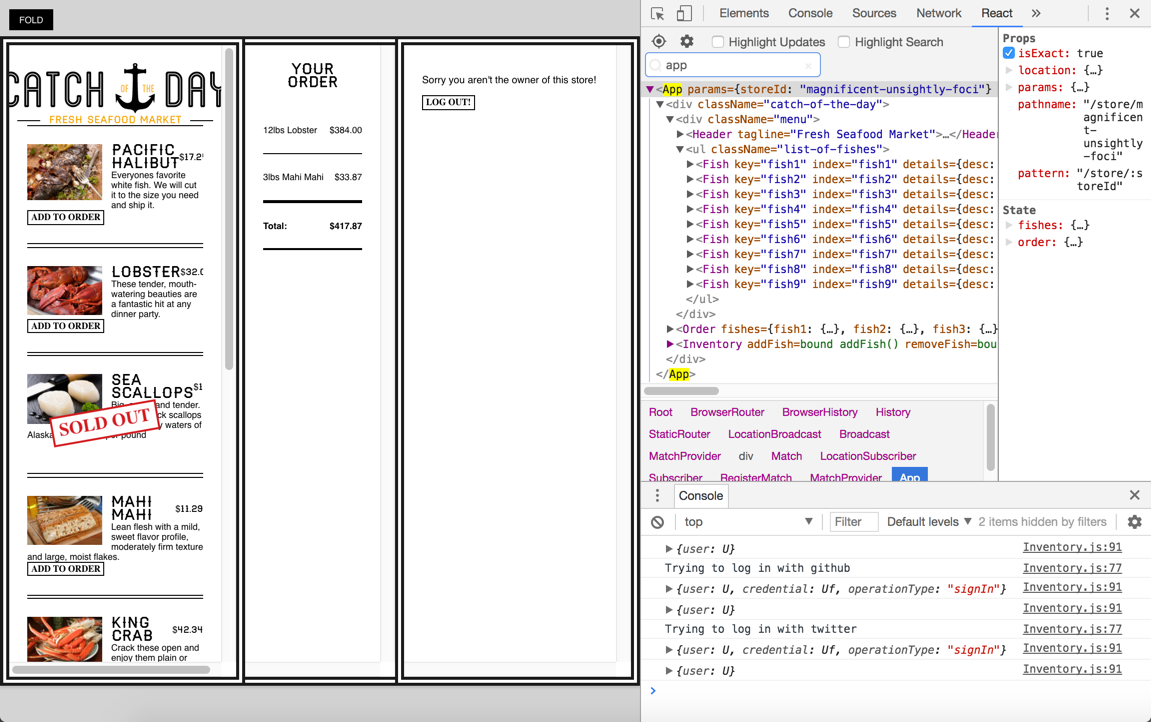 FOLD
CATCH OF THE DAY
FRESH SEAFOOD MARKET
PACIFIC
HALIBUT $17.2
Everyones favorite
white fish. We will cut
it to the size you need
and ship it.
ADD TO ORDER
LOBSTER $32.0
These tender, mouth-
watering beauties are
a fantastic hit at any
dinner party.
ADD TO ORDER
SEA
SCALLOPS $1
and tender.
scallops
waters of
Alaska pound
SOLD OUT
MAHI
MAHI $11.29
Lean flesh with a mild,
sweet flavor profile,
moderately firm texture
and large, moist flakes.
ADD TO ORDER
KING
CRAB $42.34
Crack these open and
enjoy them plain or
YOUR
ORDER
12lbs Lobster $384.00
3lbs Mahi Mahi $33.87
Total: $417.87
Sorry you aren't the owner of this store!
LOG OUT!
Elements Console Sources Network React »
Highlight Updates Highlight Search
app
<App params={storeId: "magnificent-unsightly-foci"}
<div className="catch-of-the-day">
<div className="menu">
<Header tagline="Fresh Seafood Market">…</Header
<ul className="list-of-fishes">
<Fish key="fish1" index="fish1" details={desc:
<Fish key="fish2" index="fish2" details={desc:
<Fish key="fish3" index="fish3" details={desc:
<Fish key="fish4" index="fish4" details={desc:
<Fish key="fish5" index="fish5" details={desc:
<Fish key="fish6" index="fish6" details={desc:
<Fish key="fish7" index="fish7" details={desc:
<Fish key="fish8" index="fish8" details={desc:
<Fish key="fish9" index="fish9" details={desc:
</ul>
</div>
<Order fishes={fish1: {…}, fish2: {…}, fish3: {…}
<Inventory addFish=bound addFish() removeFish=bou
</div>
</App>
Root BrowserRouter BrowserHistory History
StaticRouter LocationBroadcast Broadcast
MatchProvider div Match LocationSubscriber
Subscriber RegisterMatch MatchProvider App
Props
isExact: true
location: {…}
params: {…}
pathname: "/store/m
agnificen
t-
unsightly
-foci"
pattern: "/store/:s
toreId"
State
fishes: {…}
order: {…}
Console
top Filter Default levels 2 items hidden by filters
{user: U} Inventory.js:91
Trying to log in with github Inventory.js:77
{user: U, credential: Uf, operationType: "signIn"} Inventory.js:91
{user: U} Inventory.js:91
Trying to log in with twitter Inventory.js:77
{user: U, credential: Uf, operationType: "signIn"} Inventory.js:91
{user: U} Inventory.js:91